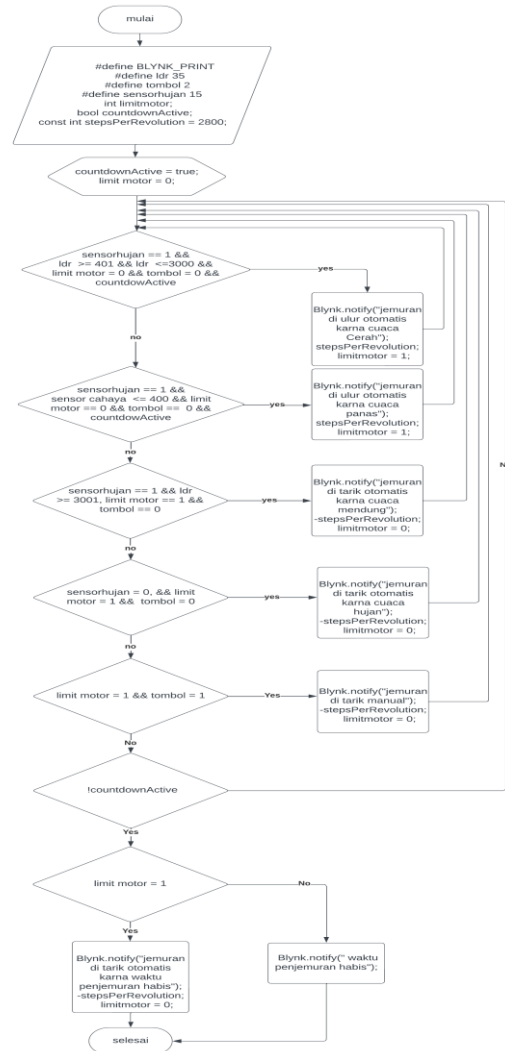 mulai
#define BLYNK_PRINT
#define ldr 35
#define tombol 2
#define sensorhujan 15
int limitmotor;
bool countdownActive;
const int stepsPerRevolution = 2800;
countdownActive = true;
limit motor = 0;
sensorhujan == 1 &&
ldr >= 401 && ldr <=3000 &&
limit motor = 0 && tombol = 0 &&
countdowActive
yes
Blynk.notify("jemuran
di ulur otomatis
karna cuaca
Cerah");
stepsPerRevolution;
limitmotor = 1;
no
sensorhujan == 1 &&
sensor cahaya <= 400 && limit
motor == 0 && tombol == 0 &&
countdowActive
yes
Blynk.notify("jemuran
di ulur otomatis
karna cuaca
panas");
stepsPerRevolution;
limitmotor = 1;
no
sensorhujan == 1 && ldr
>= 3001, limit motor == 1 &&
tombol == 0
yes
Blynk.notify("jemuran
di tarik otomatis
karna cuaca
mendung");
-stepsPerRevolution;
limitmotor = 0;
no
sensorhujan = 0, && limit
motor = 1 && tombol = 0
yes
Blynk.notify("jemuran
di tarik otomatis
karna cuaca
hujan");
-stepsPerRevolution;
limitmotor = 0;
no
limit motor = 1 && tombol = 1
Yes
Blynk.notify("jemuran
di tarik manual");
-stepsPerRevolution;
limitmotor = 0;
No
!countdownActive
Yes
limit motor = 1
No
Yes
Blynk.notify("jemuran
di tarik otomatis
karna waktu
penjemuran habis");
-stepsPerRevolution;
limitmotor = 0;
Blynk.notify(" waktu
penjemuran habis");
selesai